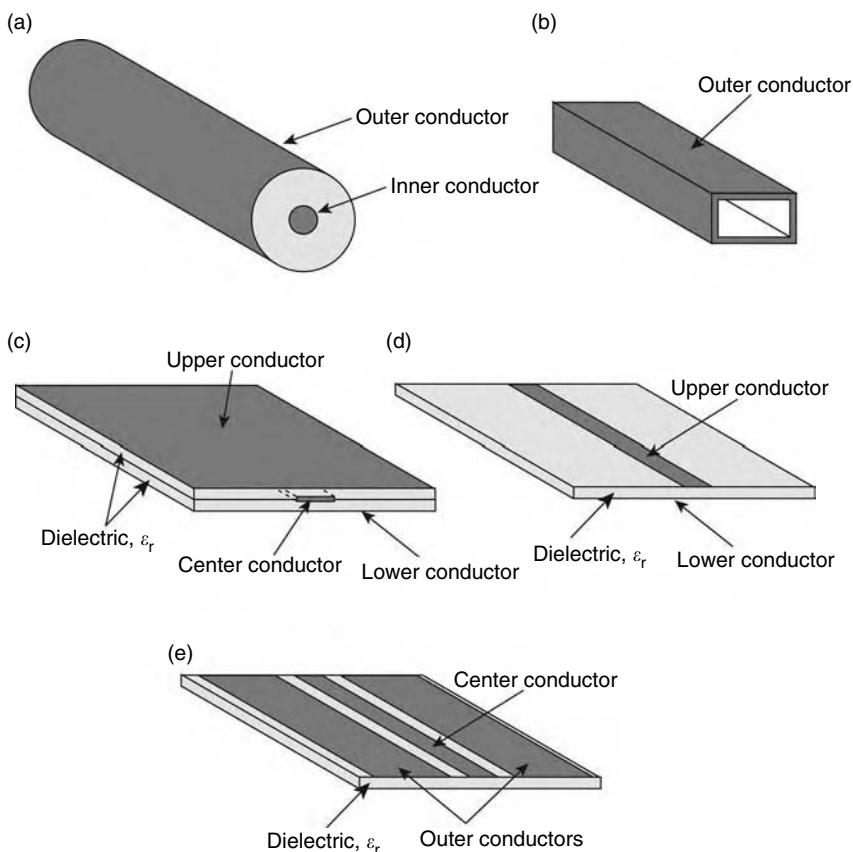 (a)
Outer conductor
Inner conductor
(b)
Outer conductor
(c)
Upper conductor
Dielectric, εr
Center conductor
Lower conductor
(d)
Upper conductor
Dielectric, εr
Lower conductor
(e)
Center conductor
Dielectric, εr
Outer conductors